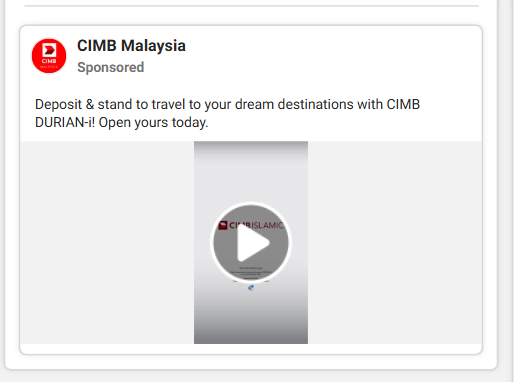 CIMB
CIMB Malaysia
Sponsored
Deposit & stand to travel to your dream destinations with CIMB
DURIAN-i! Open yours today.
CIMB ISLAMIC